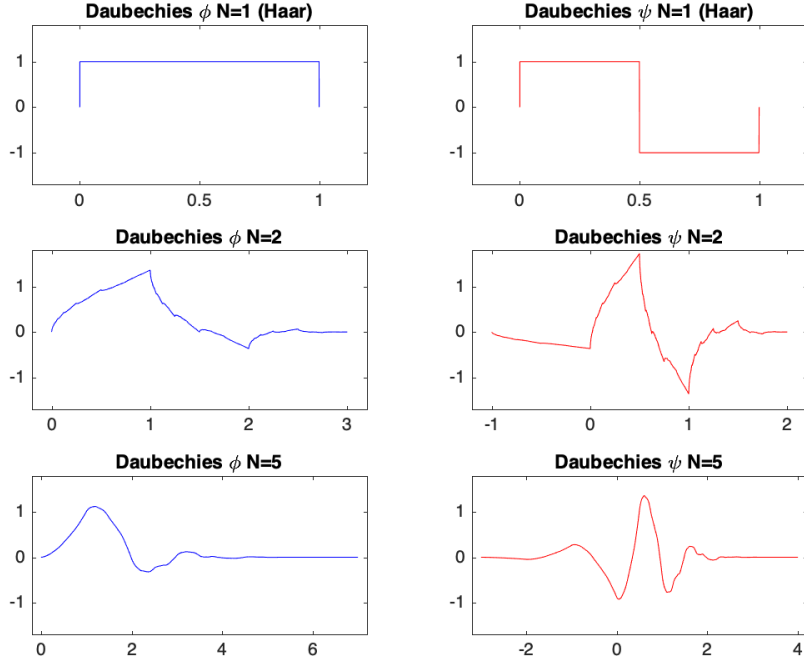 Daubechies ϕ N=1 (Haar)
1
0
-1
0 0.5 1
Daubechies ψ N=1 (Haar)
1
0
-1
0 0.5 1
Daubechies ϕ N=2
1
0
-1
0 1 2 3
Daubechies ψ N=2
1
0
-1
-1 0 1 2
Daubechies ϕ N=5
1
0
-1
0 2 4 6
Daubechies ψ N=5
1
0
-1
-2 0 2 4